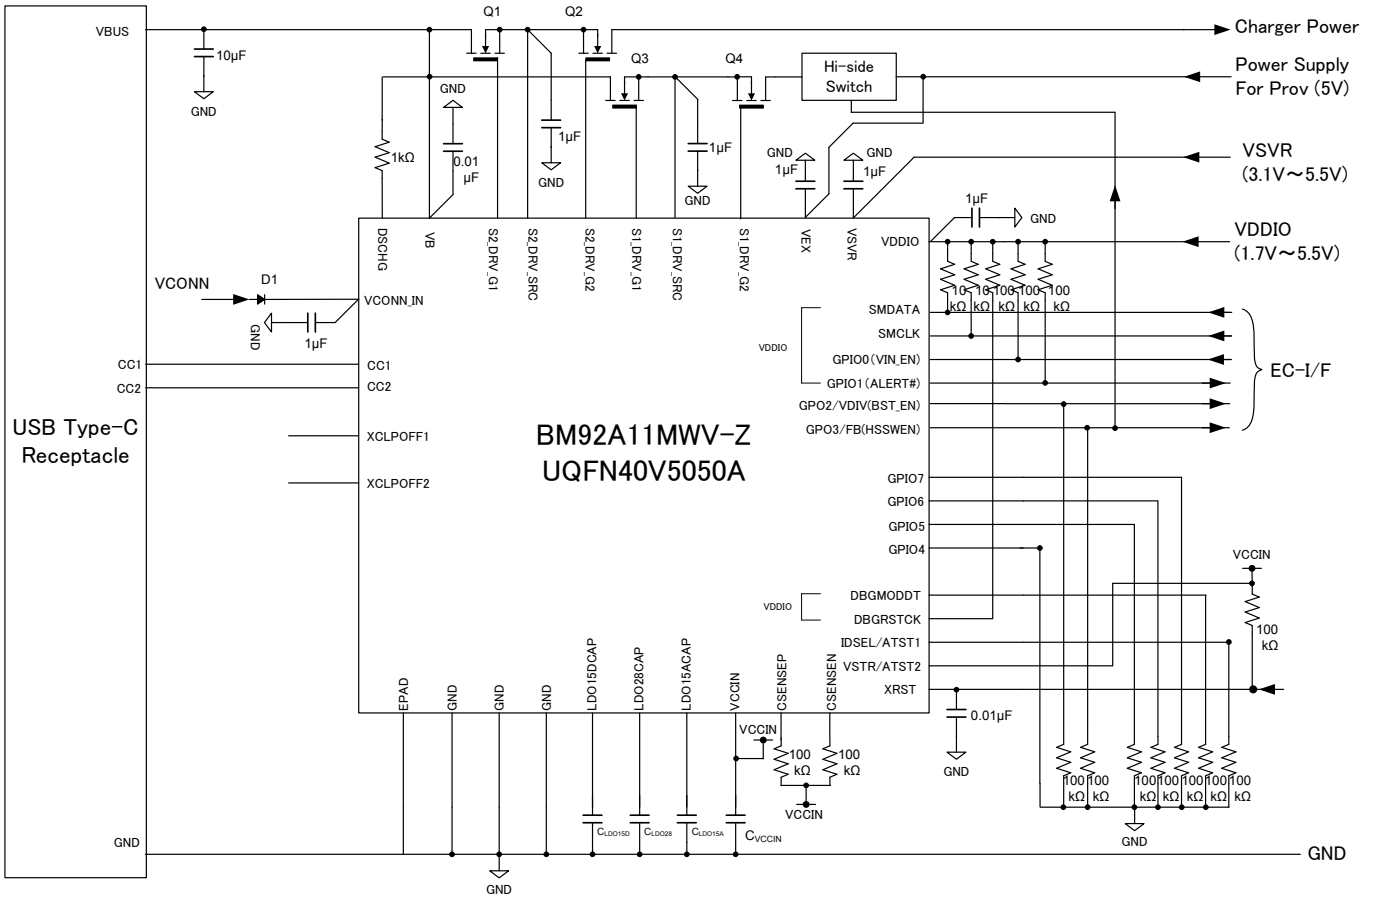 VBUS
10μF
GND
Q1
Q2
Q3
Q4
Charger Power
Hi-side
Switch
Power Supply
For Prov (5V)
GND
0.01
μF
1kΩ
1μF
GND
1μF
GND
GND
1μF
GND
1μF
VSVR
(3.1V～5.5V)
1μF
GND
VDDIO
(1.7V～5.5V)
DSCHG
VB
S2_DRV_G1
S2_DRV_SRC
S2_DRV_G2
S1_DRV_G1
S1_DRV_SRC
S1_DRV_G2
VEX
VSVR
VDDIO
VCONN
D1
VCONN_IN
GND
1μF
10
kΩ
10
kΩ
100
kΩ
100
kΩ
100
kΩ
SMDATA
SMCLK
VDDIO
GPIO0(VIN_EN)
GPIO1(ALERT#)
GPO2/VDIV(BST_EN)
GPO3/FB(HSSWEN)
EC-I/F
CC1
CC1
CC2
CC2
USB Type-C
Receptacle
XCLPOFF1
XCLPOFF2
BM92A11MWV-Z
UQFN40V5050A
GPIO7
GPIO6
GPIO5
GPIO4
VCCIN
100
kΩ
VDDIO
DBGMODDT
DBGRSTCK
IDSEL/ATST1
VSTR/ATST2
XRST
0.01μF
GND
EPAD
GND
GND
GND
LDO15DCAP
LDO28CAP
LDO15ACAP
VCCIN
CSENSEP
CSENSEN
VCCIN
100
kΩ
100
kΩ
VCCIN
100
kΩ
100
kΩ
100
kΩ
100
kΩ
100
kΩ
100
kΩ
100
kΩ
GND
CLDO15D
CLDO28
CLDO15A
CVCCIN
GND
GND
GND